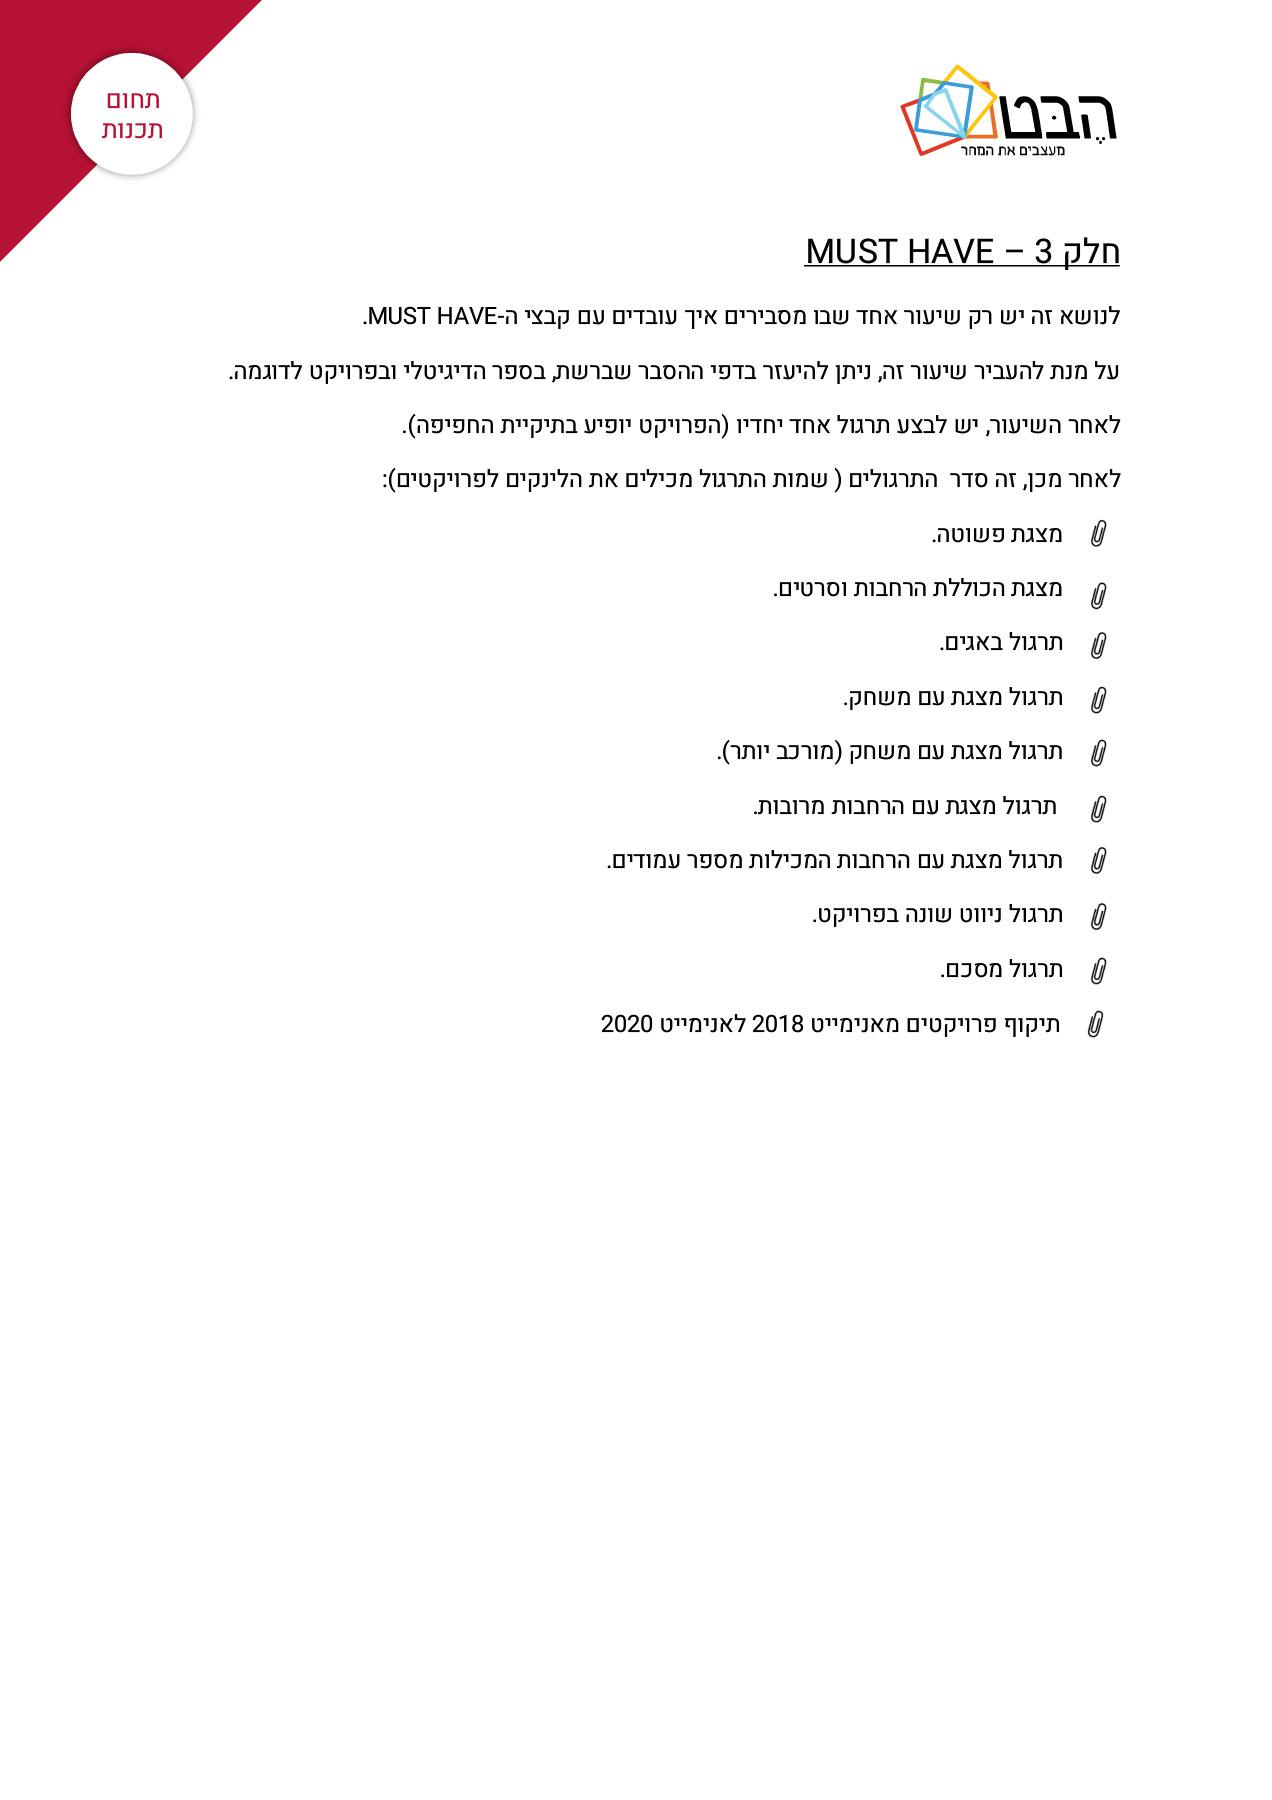 תחום
תכנות
הֶבּט
מעצבים את המחר
חלק 3 – MUST HAVE
לנושא זה יש רק שיעור אחד שבו מסבירים איך עובדים עם קבצי ה-MUST HAVE.
על מנת להעביר שיעור זה, ניתן להיעזר בדפי ההסבר שברשת, בספר הדיגיטלי ובפרויקט לדוגמה.
לאחר השיעור, יש לבצע תרגול אחד יחדיו (הפרויקט יופיע בתיקיית החפיפה).
לאחר מכן, זה סדר  התרגולים ( שמות התרגול מכילים את הלינקים לפרויקטים):
מצגת פשוטה.
מצגת הכוללת הרחבות וסרטים.
תרגול באגים.
תרגול מצגת עם משחק.
תרגול מצגת עם משחק (מורכב יותר).
תרגול מצגת עם הרחבות מרובות.
תרגול מצגת עם הרחבות המכילות מספר עמודים.
תרגול ניווט שונה בפרויקט.
תרגול מסכם.
תיקוף פרויקטים מאנימייט 2018 לאנימייט 2020